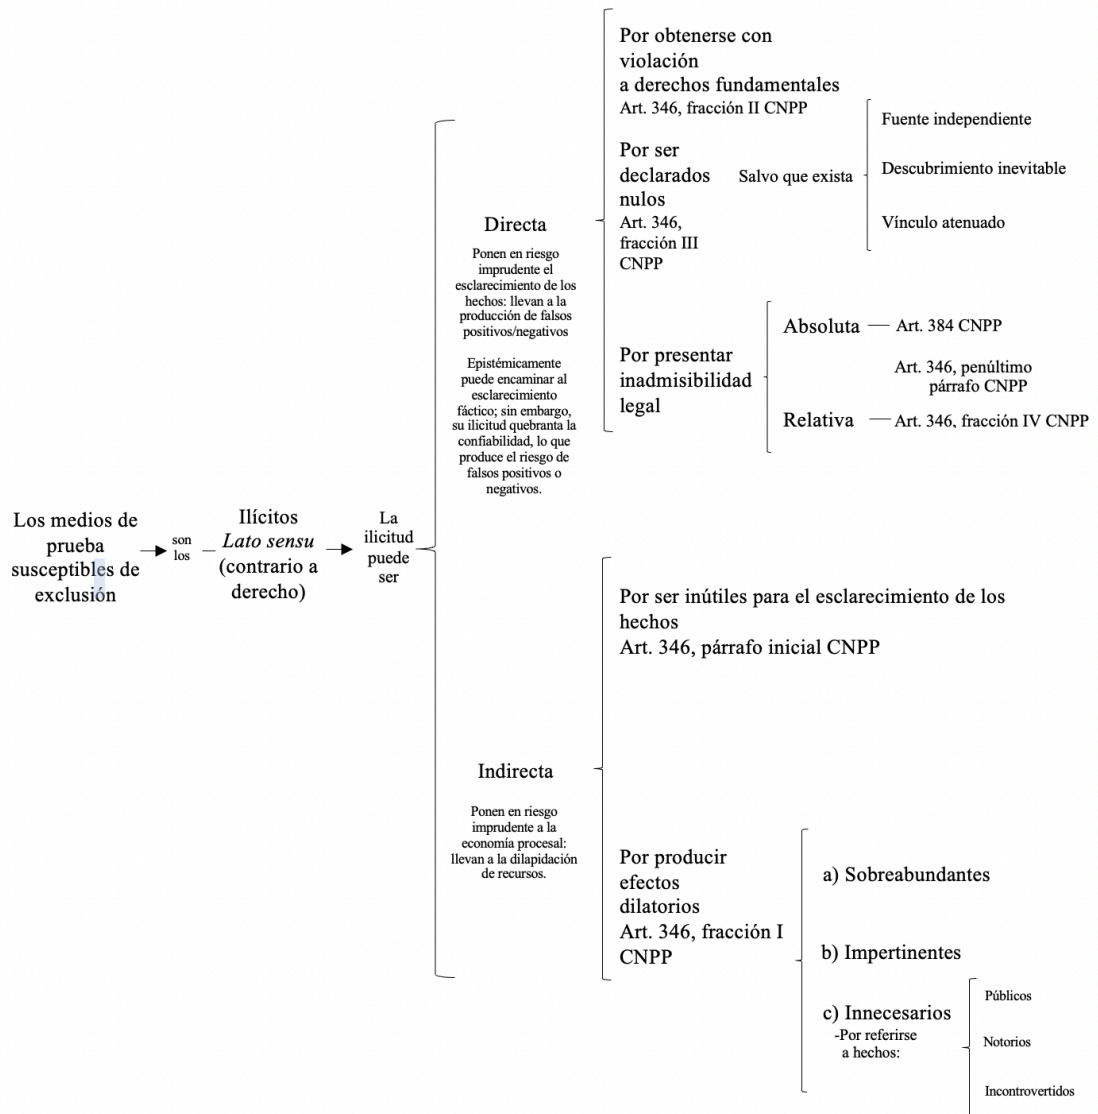 Los medios de
prueba
susceptibles de
exclusión
son
los
Ilícitos
Lato sensu
(contrario a
derecho)
La
ilicitud
puede
ser
Directa
Ponen en riesgo
imprudente el
esclarecimiento de los
hechos: llevan a la
producción de falsos
positivos/negativos
Epistémicamente
puede encaminar al
esclarecimiento
fáctico; sin embargo,
su ilicitud quebranta la
confiabilidad, lo que
produce el riesgo de
falsos positivos o
negativos.
Por obtenerse con
violación
a derechos fundamentales
Art. 346, fracción II CNPP
Por ser
declarados
nulos
Art. 346,
fracción III
CNPP
Salvo que exista
Fuente independiente
Descubrimiento inevitable
Vínculo atenuado
Por presentar
inadmisibilidad
legal
Absoluta
Art. 384 CNPP
Art. 346, penúltimo
párrafo CNPP
Relativa
Art. 346, fracción IV CNPP
Indirecta
Ponen en riesgo
imprudente a la
economía procesal:
llevan a la dilapidación
de recursos.
Por ser inútiles para el esclarecimiento de los
hechos
Art. 346, párrafo inicial CNPP
Por producir
efectos
dilatorios
Art. 346, fracción I
CNPP
a) Sobreabundantes
b) Impertinentes
c) Innecesarios
-Por referirse
a hechos:
Públicos
Notorios
Incontrovertidos